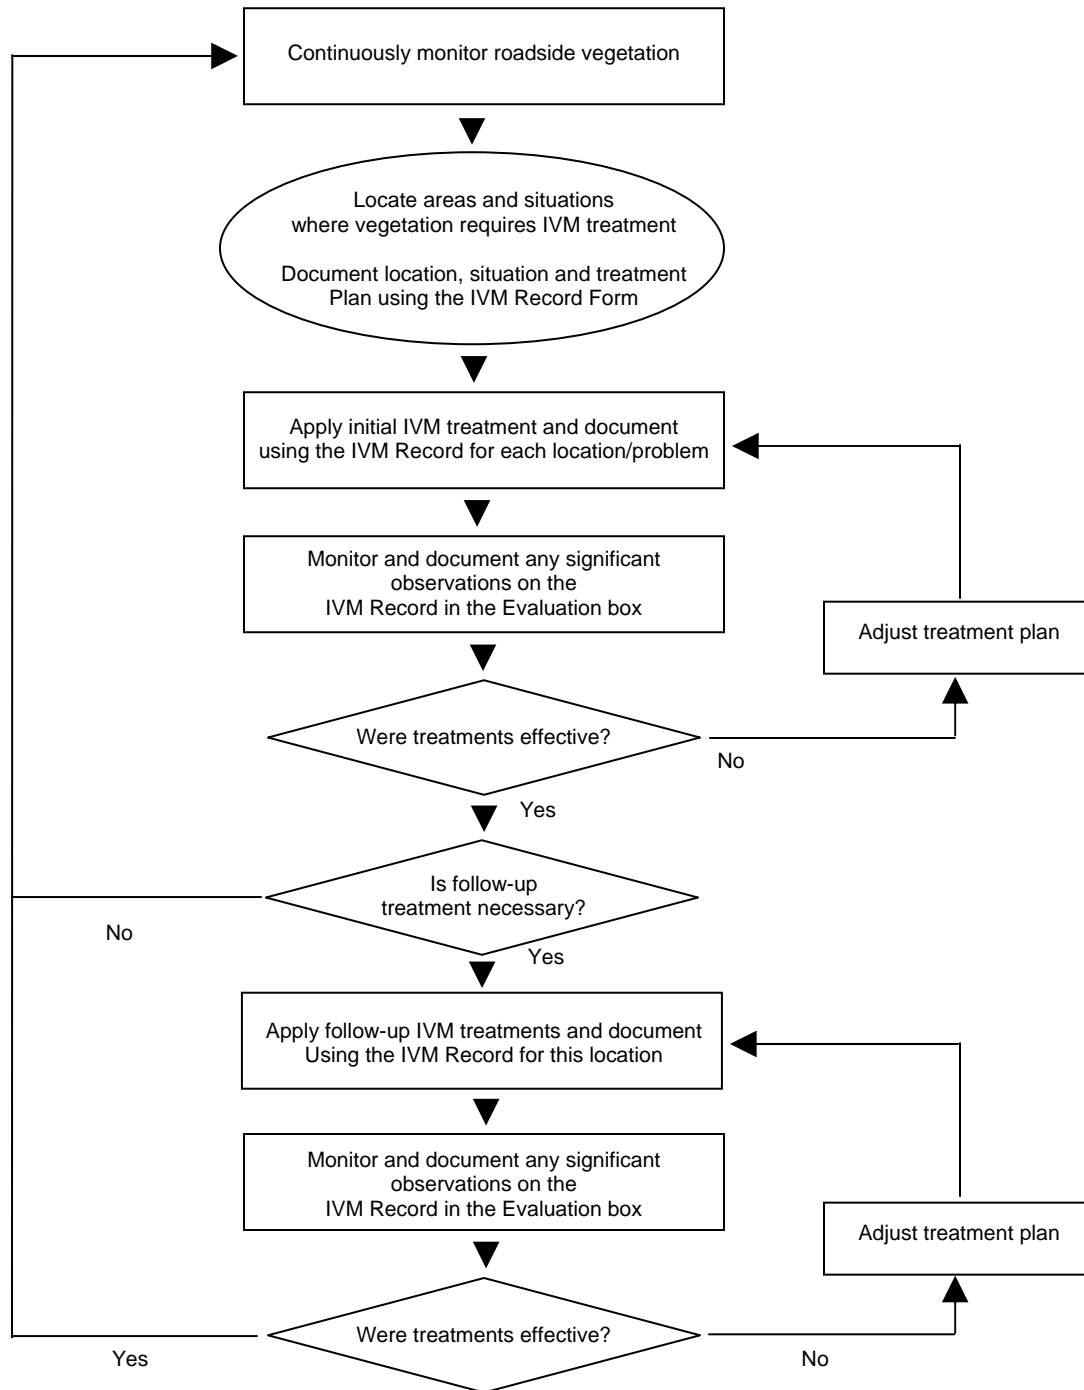 Continuously monitor roadside vegetation
Locate areas and situations
where vegetation requires IVM treatment
Document location, situation and treatment
Plan using the IVM Record Form
Apply initial IVM treatment and document
using the IVM Record for each location/problem
Monitor and document any significant
observations on the
IVM Record in the Evaluation box
Adjust treatment plan
Were treatments effective?
No
Yes
Is follow-up
treatment necessary?
No
Yes
Apply follow-up IVM treatments and document
Using the IVM Record for this location
Monitor and document any significant
observations on the
IVM Record in the Evaluation box
Adjust treatment plan
Were treatments effective?
Yes
No